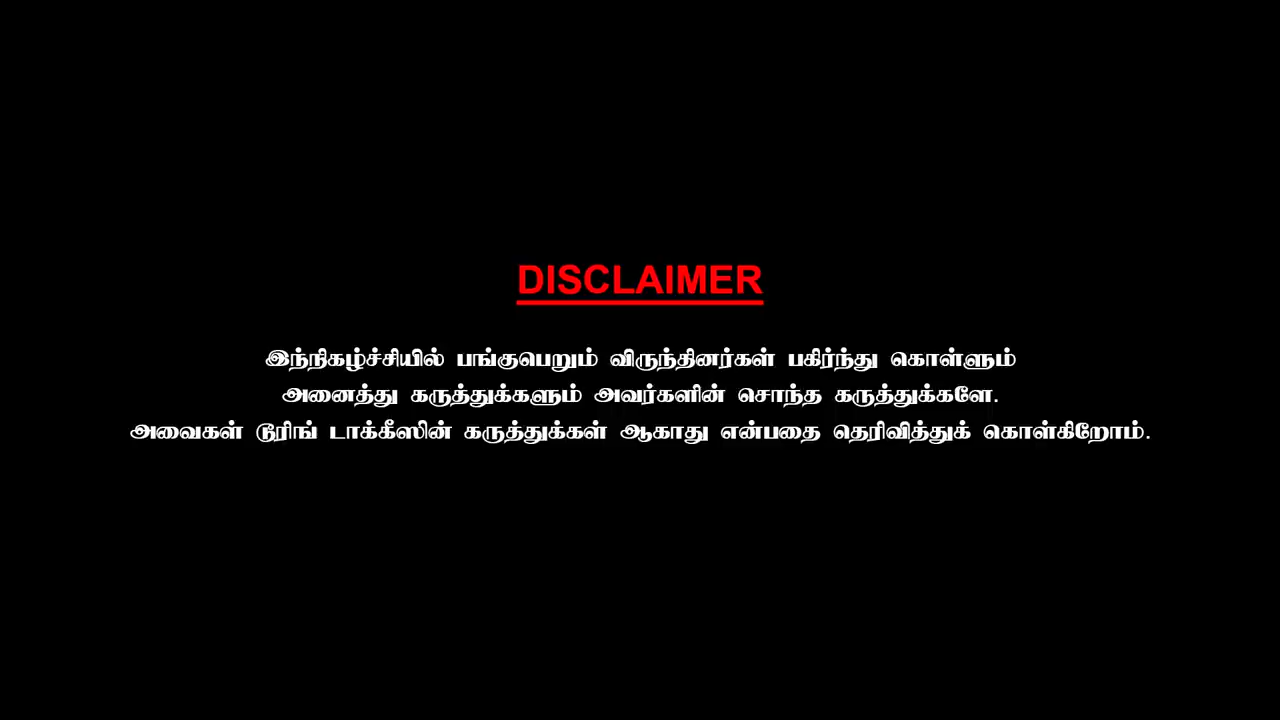 DISCLAIMER
இந்நிகழ்ச்சியில் பங்குபெறும் விருந்தினர்கள் பகிர்ந்து கொள்ளும்
அனைத்து கருத்துக்களும் அவர்களின் சொந்த கருத்துக்களே.
அவைகள் டூரிங் டாக்கீஸின் கருத்துக்கள் ஆகாது என்பதை தெரிவித்துக் கொள்கிறோம்.